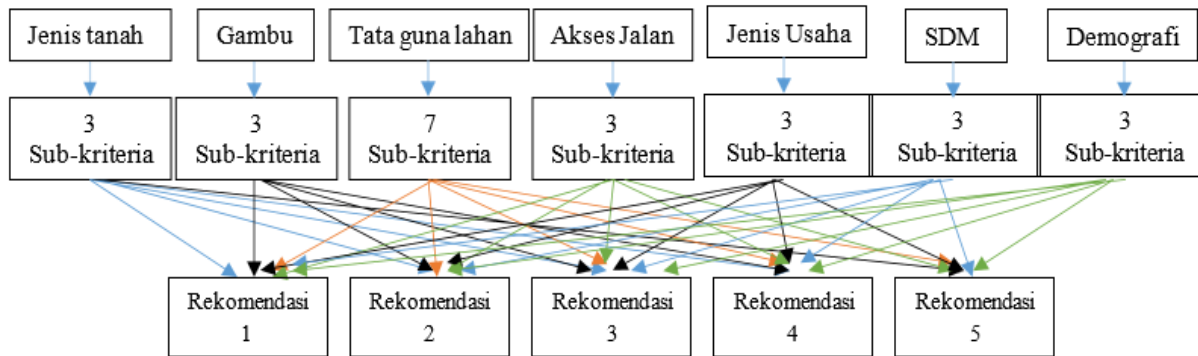 Jenis tanah
Gambu
Tata guna lahan
Akses Jalan
Jenis Usaha
SDM
Demografi
3
Sub-kriteria
3
Sub-kriteria
7
Sub-kriteria
3
Sub-kriteria
3
Sub-kriteria
3
Sub-kriteria
3
Sub-kriteria
Rekomendasi
1
Rekomendasi
2
Rekomendasi
3
Rekomendasi
4
Rekomendasi
5